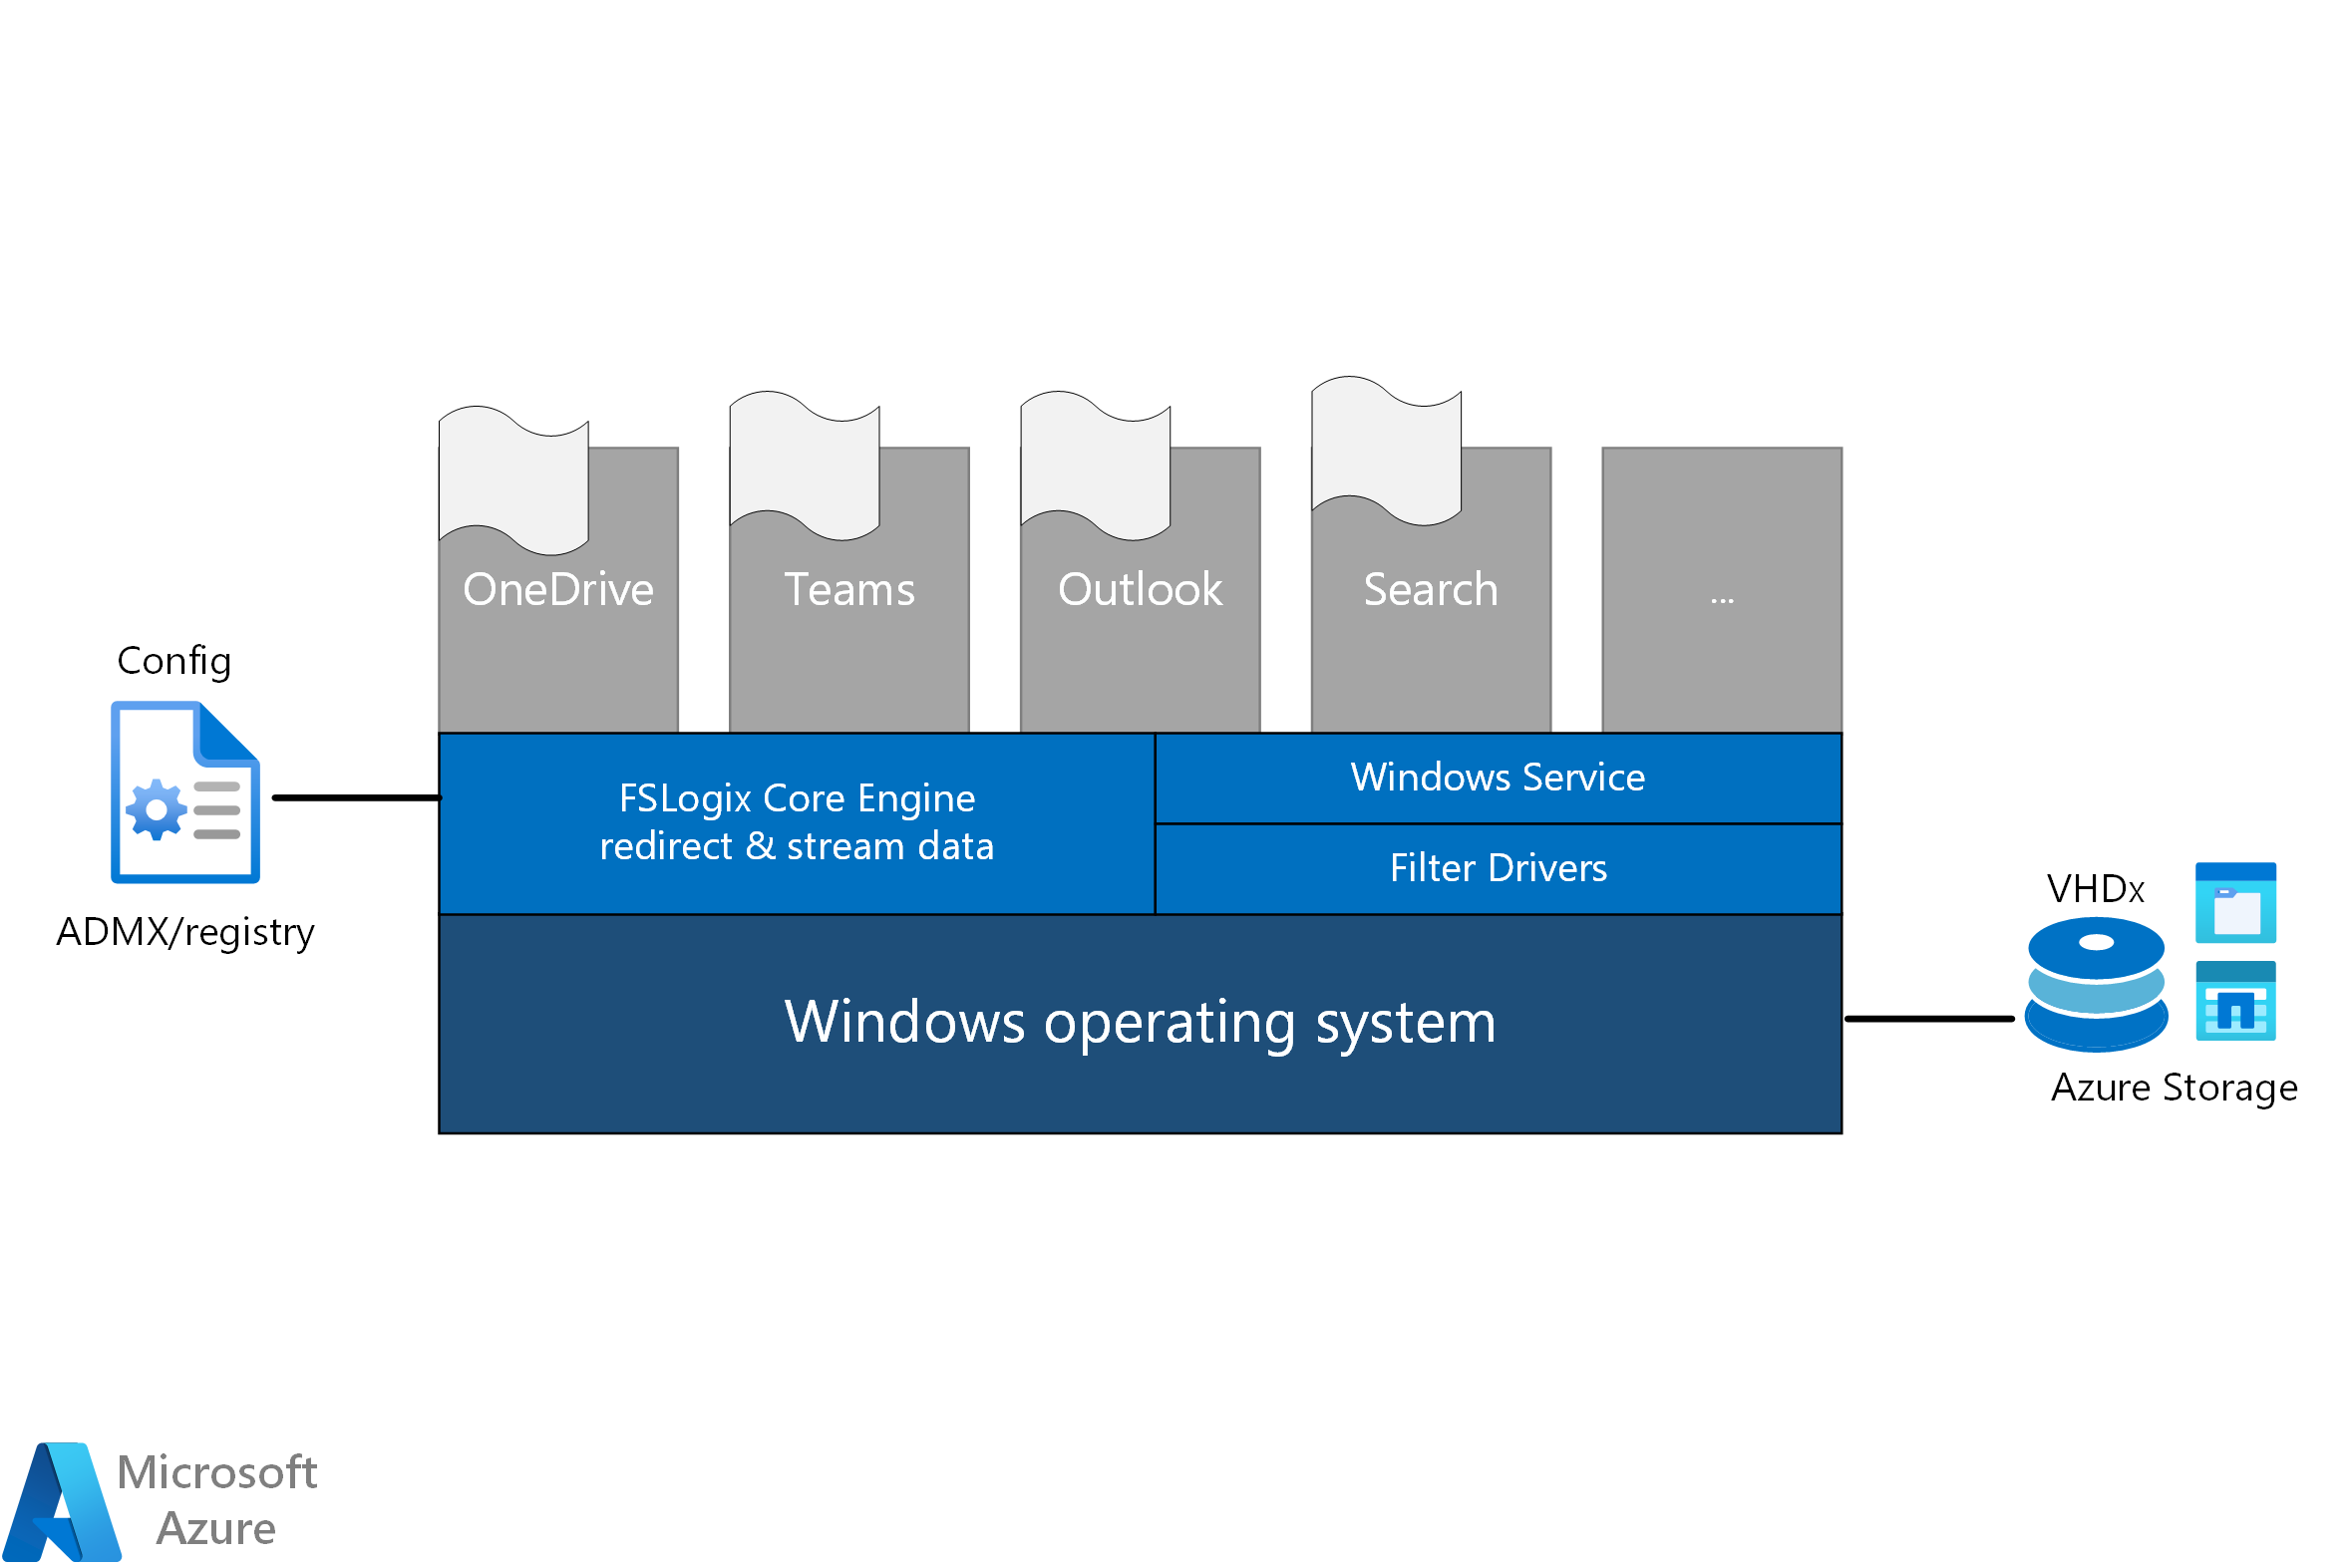 OneDrive
Teams
Outlook
Search
...
Config
ADMX/registry
FSLogix Core Engine
redirect & stream data
Windows Service
Filter Drivers
Windows operating system
VHDx
Azure Storage
Microsoft
Azure